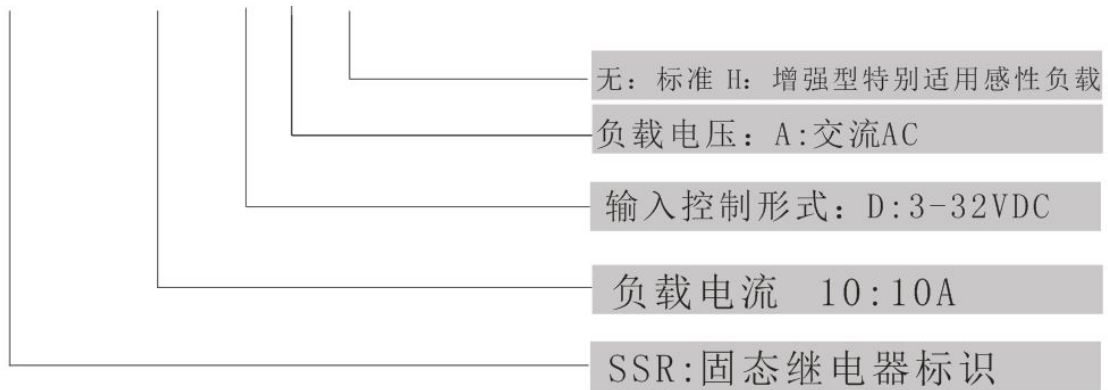 无：标准 H：增强型特别适用感性负载
负载电压：A:交流AC
输入控制形式：D:3-32VDC
负载电流 10:10A
SSR:固态继电器标识